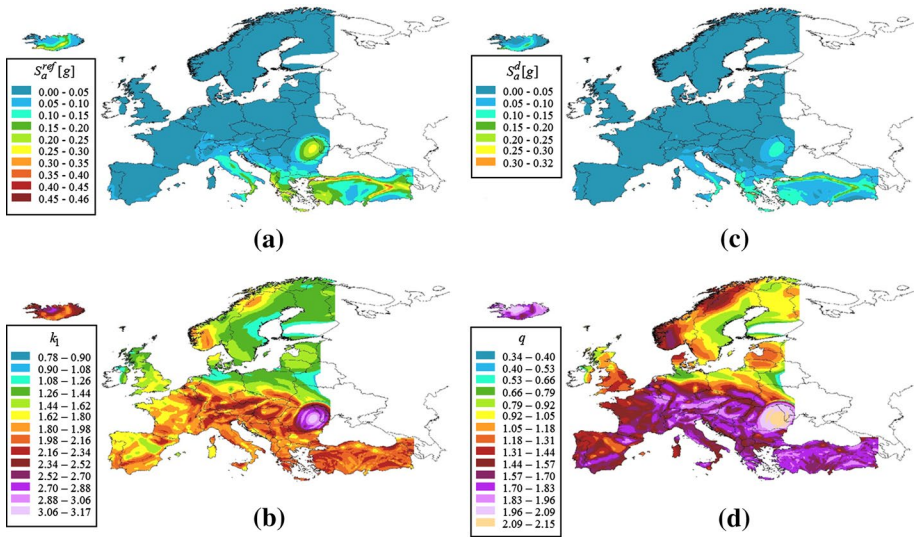 S_a^ref [g]
0.00 - 0.05
0.05 - 0.10
0.10 - 0.15
0.15 - 0.20
0.20 - 0.25
0.25 - 0.30
0.30 - 0.35
0.35 - 0.40
0.40 - 0.45
0.45 - 0.46
(a)
S_a^d [g]
0.00 - 0.05
0.05 - 0.10
0.10 - 0.15
0.15 - 0.20
0.20 - 0.25
0.25 - 0.30
0.30 - 0.32
(c)
k₁
0.78 – 0.90
0.90 – 1.08
1.08 – 1.26
1.26 – 1.44
1.44 – 1.62
1.62 – 1.80
1.80 – 1.98
1.98 – 2.16
2.16 – 2.34
2.34 – 2.52
2.52 – 2.70
2.70 – 2.88
2.88 – 3.06
3.06 – 3.17
(b)
q
0.34 – 0.40
0.40 – 0.53
0.53 – 0.66
0.66 – 0.79
0.79 – 0.92
0.92 – 1.05
1.05 – 1.18
1.18 – 1.31
1.31 – 1.44
1.44 – 1.57
1.57 – 1.70
1.70 – 1.83
1.83 – 1.96
1.96 – 2.09
2.09 – 2.15
(d)